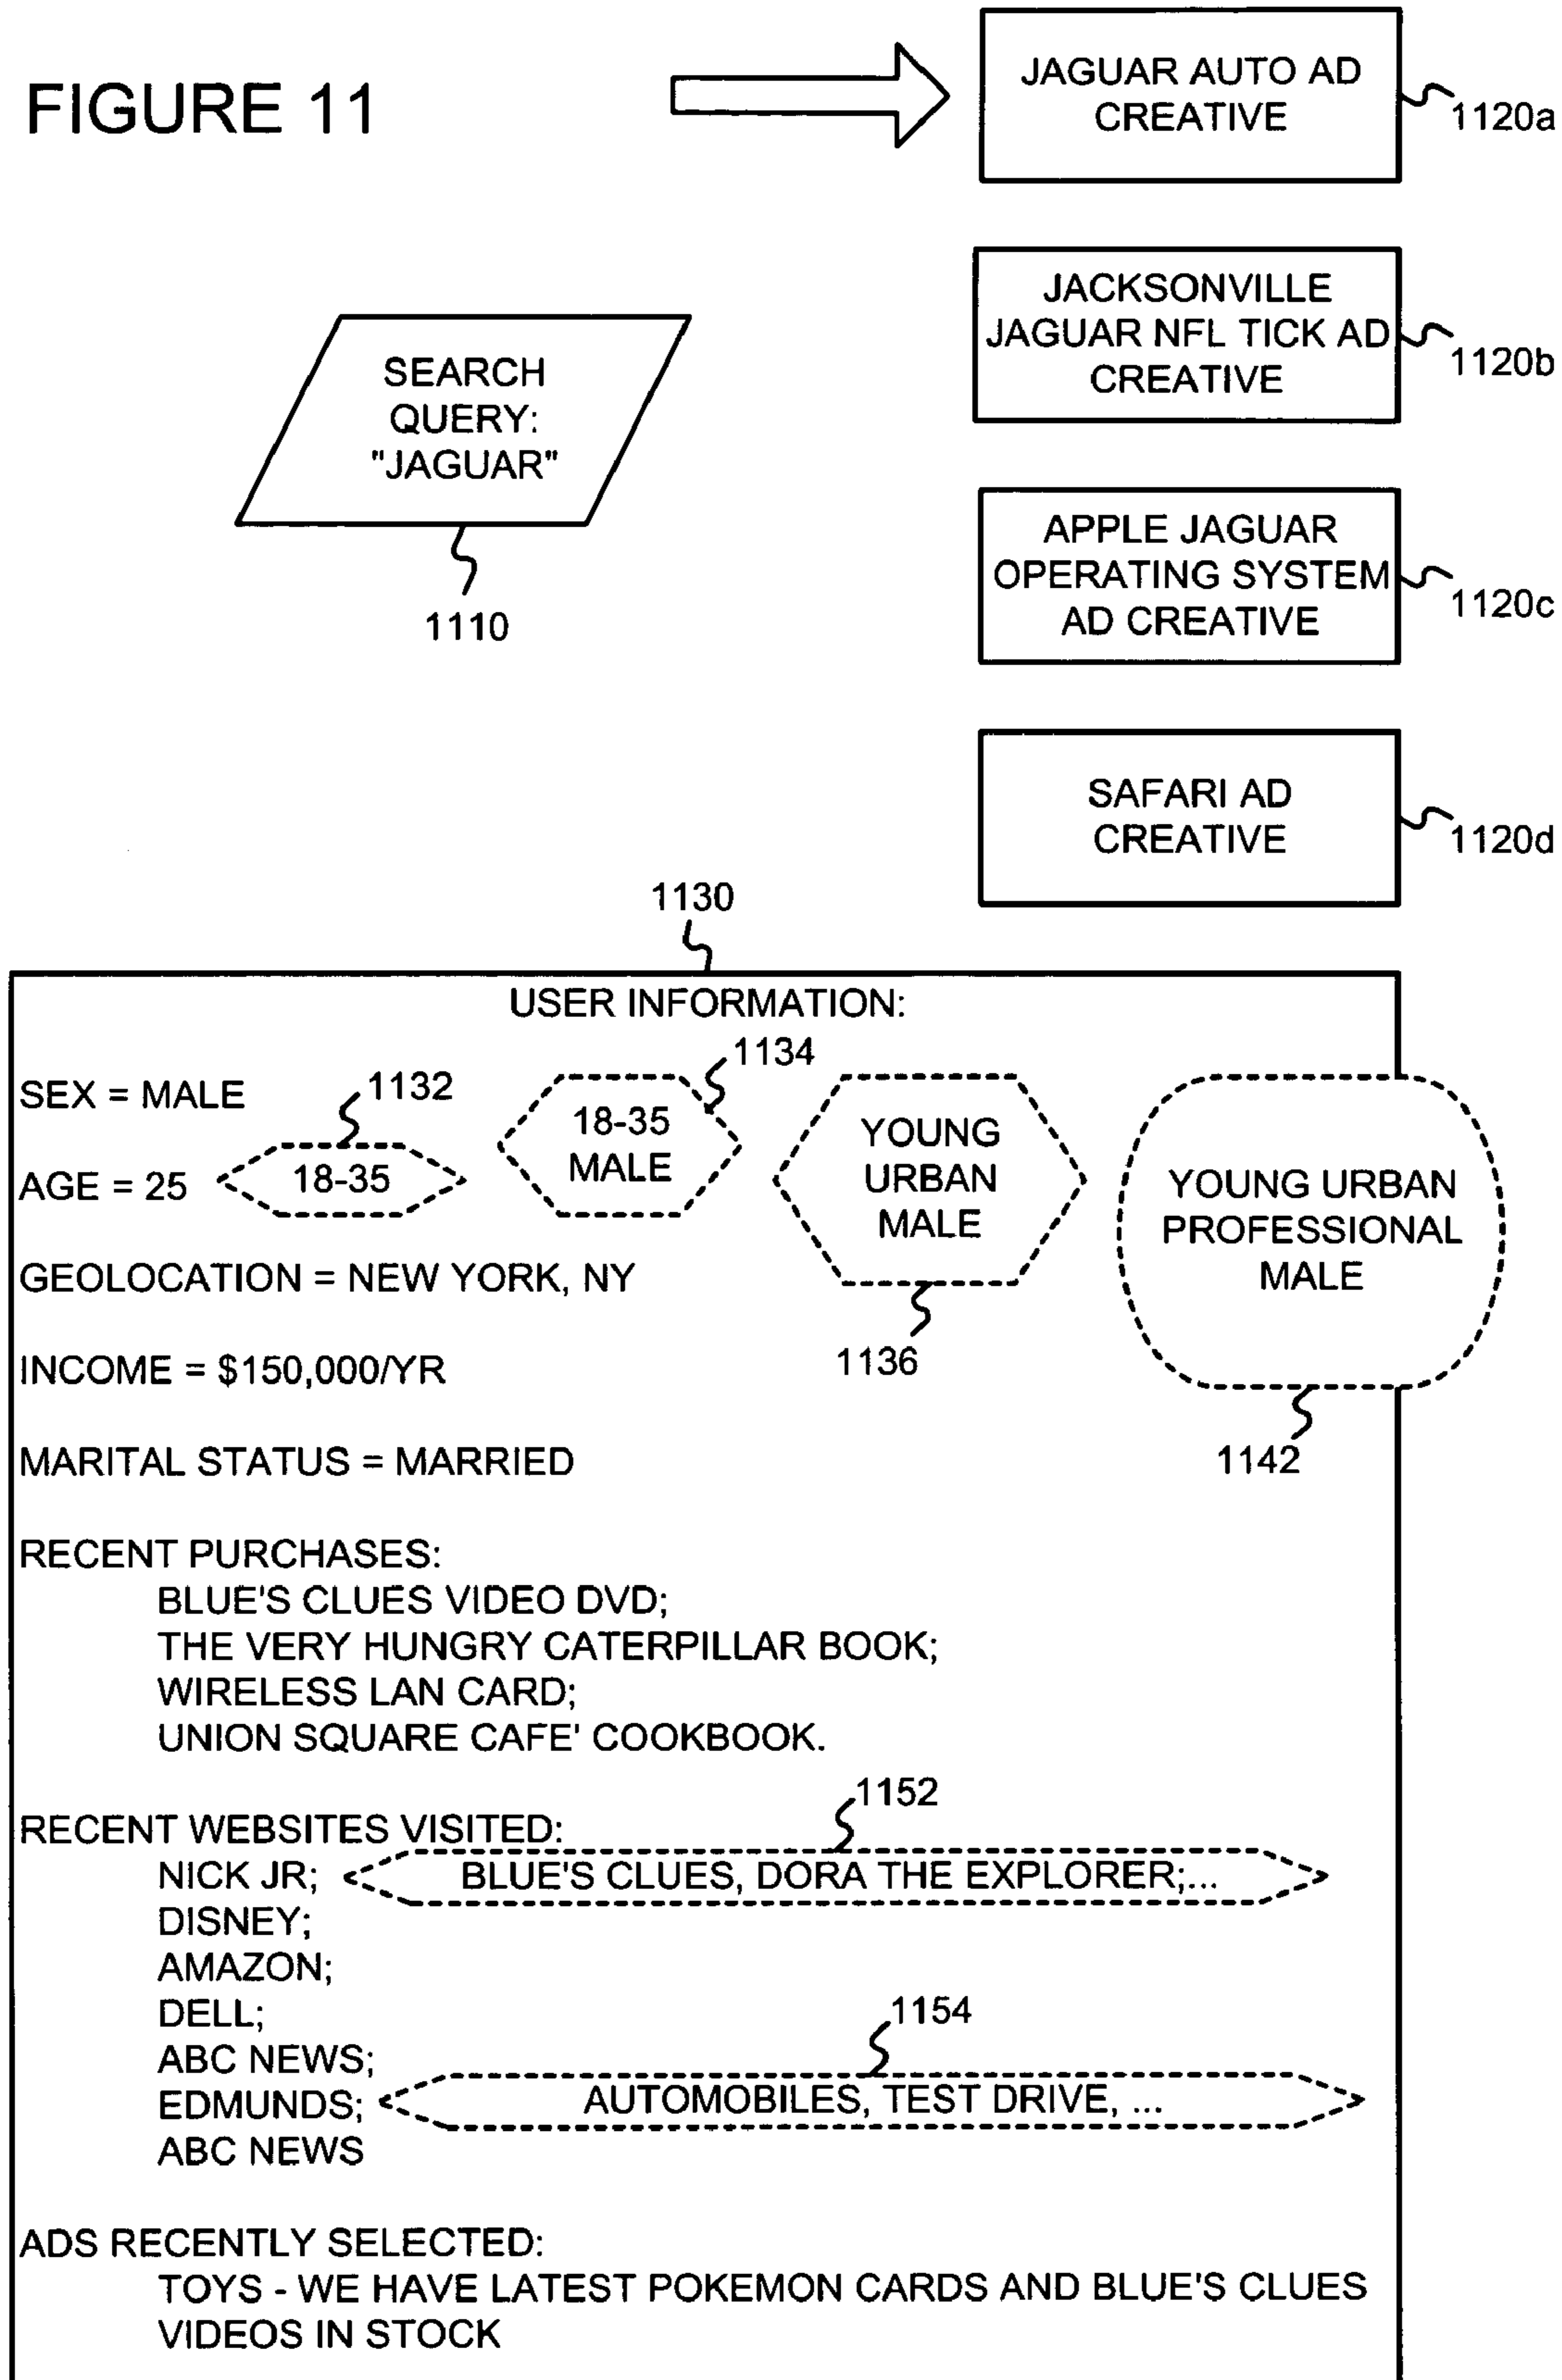 FIGURE 11
JAGUAR AUTO AD
CREATIVE
1120a
JACKSONVILLE
JAGUAR NFL TICK AD
CREATIVE
1120b
SEARCH
QUERY:
"JAGUAR"
1110
APPLE JAGUAR
OPERATING SYSTEM
AD CREATIVE
1120c
SAFARI AD
CREATIVE
1120d
1130
USER INFORMATION:
SEX = MALE
1132
1134
AGE = 25
18-35
18-35
MALE
YOUNG
URBAN
MALE
1136
YOUNG URBAN
PROFESSIONAL
MALE
1142
GEOLOCATION = NEW YORK, NY
INCOME = $150,000/YR
MARITAL STATUS = MARRIED
RECENT PURCHASES:
BLUE'S CLUES VIDEO DVD;
THE VERY HUNGRY CATERPILLAR BOOK;
WIRELESS LAN CARD;
UNION SQUARE CAFE' COOKBOOK.
1152
RECENT WEBSITES VISITED:
NICK JR; BLUE'S CLUES, DORA THE EXPLORER;...
DISNEY;
AMAZON;
DELL;
1154
ABC NEWS;
EDMUNDS; AUTOMOBILES, TEST DRIVE, ...
ABC NEWS
ADS RECENTLY SELECTED:
TOYS - WE HAVE LATEST POKEMON CARDS AND BLUE'S CLUES
VIDEOS IN STOCK